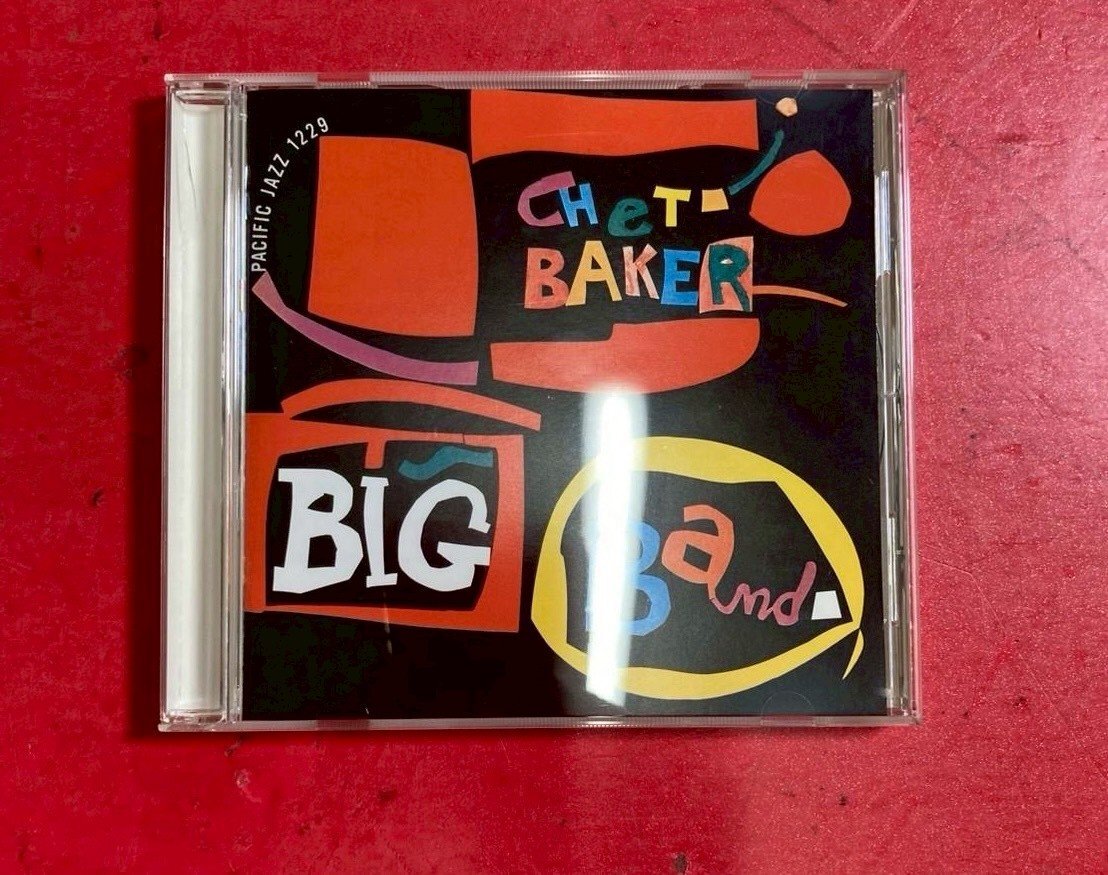 PACIFIC JAZZ 1229
CHeT
BAKER
BIG
Band